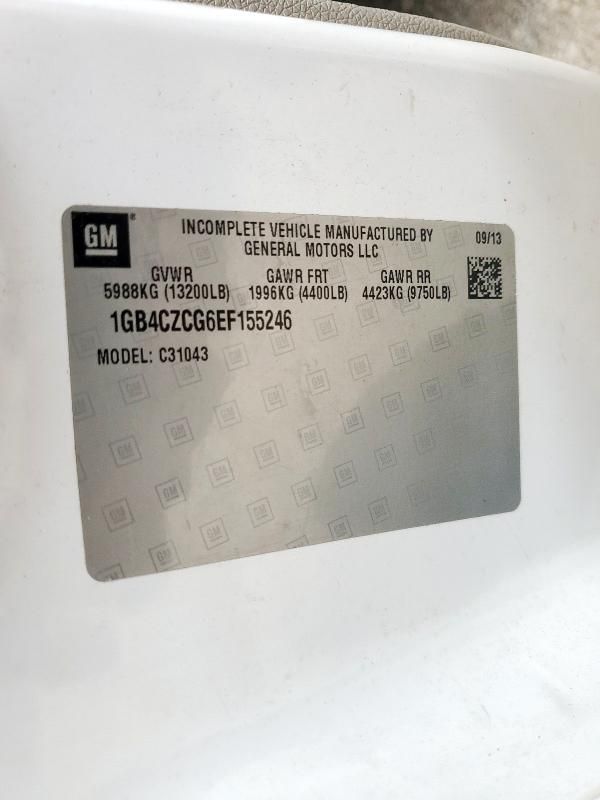 GM
®
INCOMPLETE VEHICLE MANUFACTURED BY
GENERAL MOTORS LLC
09/13
GVWR GAWR FRT GAWR RR
5988KG (13200LB) 1996KG (4400LB) 4423KG (9750LB)
1GB4CZCG6EF155246
MODEL: C31043